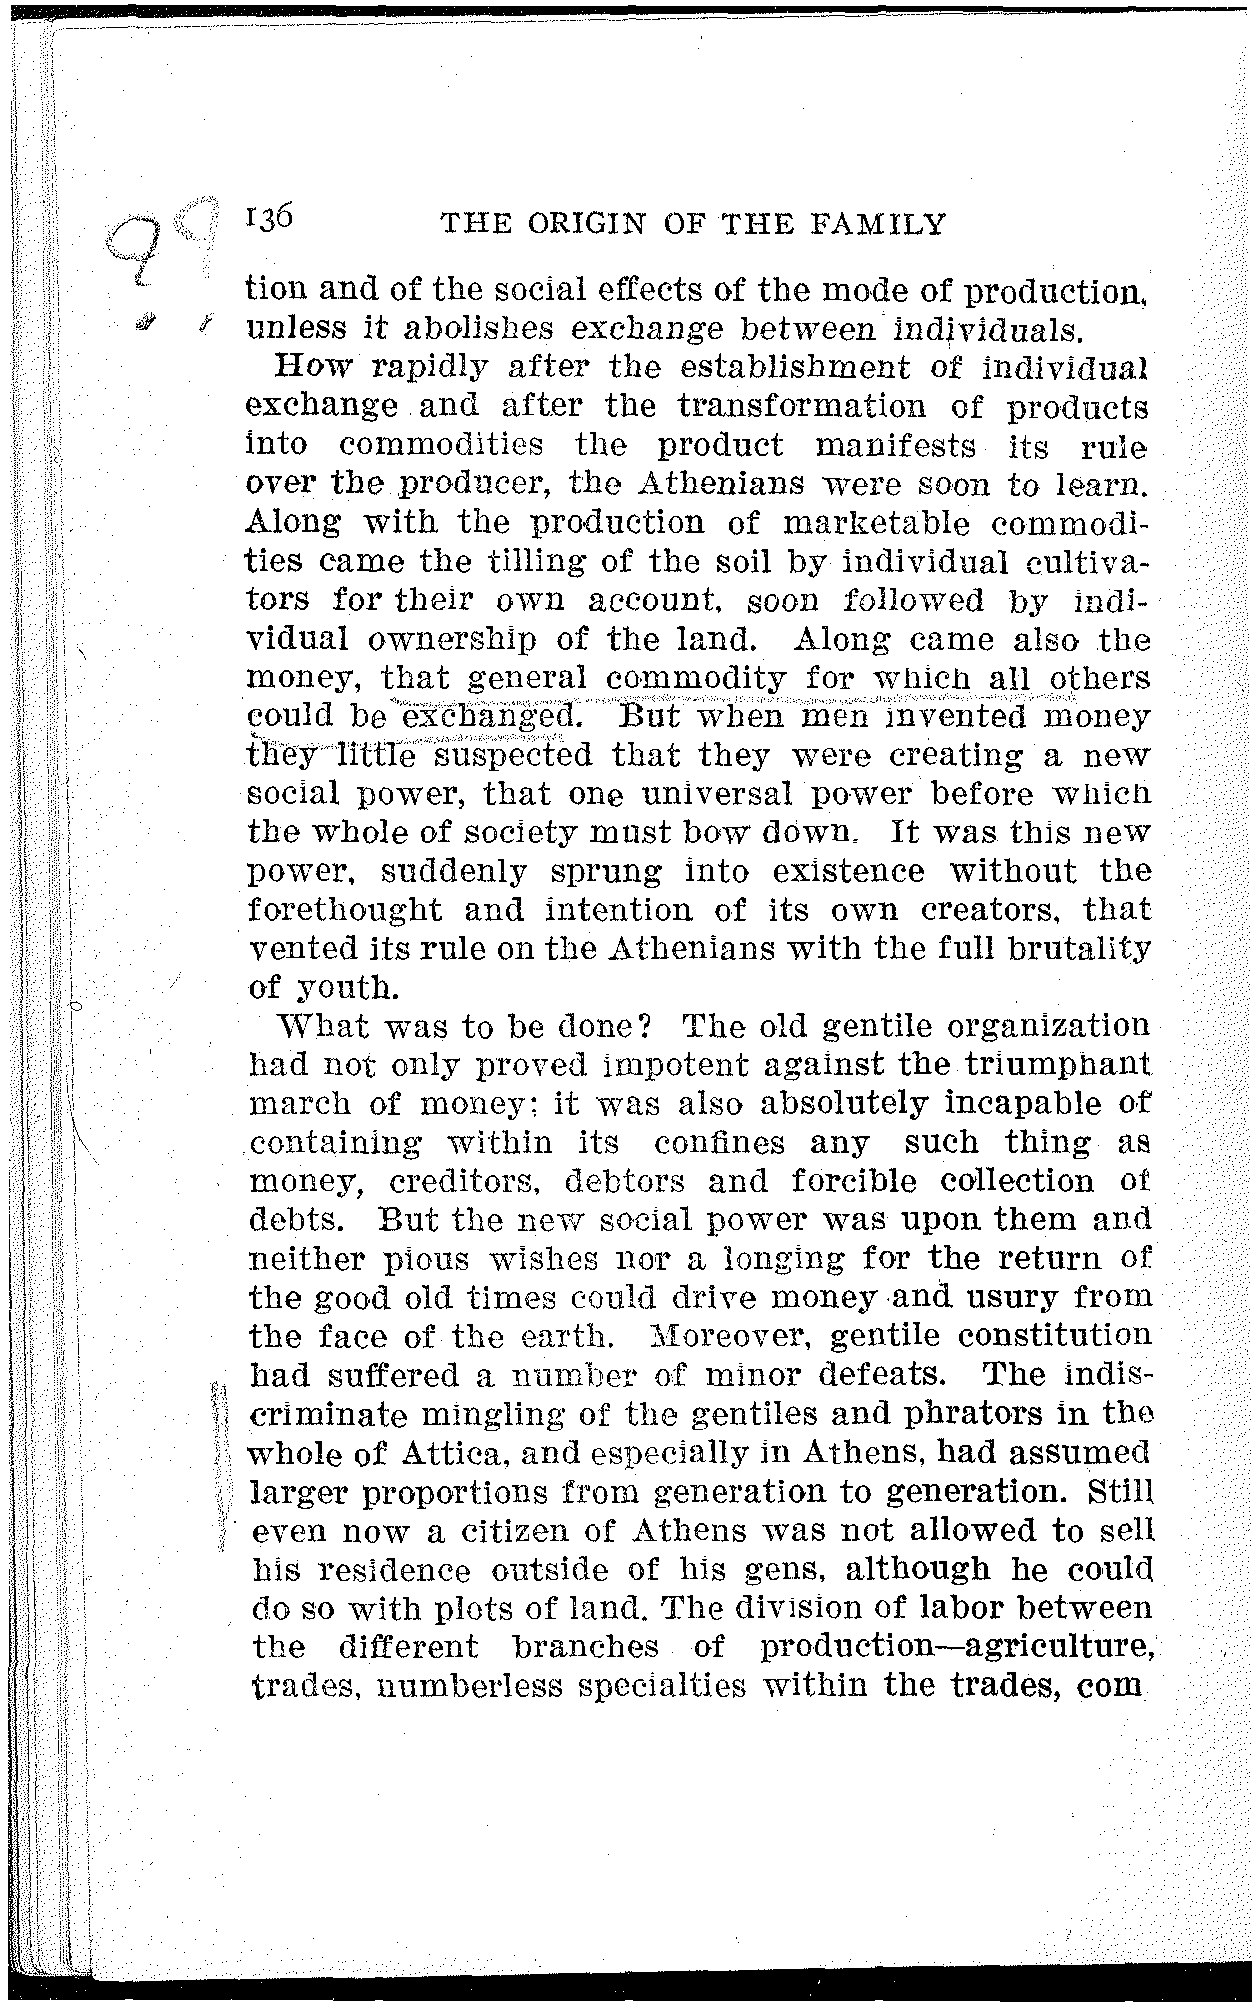 136 THE ORIGIN OF THE FAMILY
tion and of the social effects of the mode of production,
unless it abolishes exchange between individuals.
How rapidly after the establishment of individual
exchange and after the transformation of products
into commodities the product manifests its rule
over the producer, the Athenians were soon to learn.
Along with the production of marketable commodi-
ties came the tilling of the soil by individual cultiva-
tors for their own account, soon followed by indi-
vidual ownership of the land. Along came also the
money, that general commodity for which all others
could be exchanged. But when men invented money
they little suspected that they were creating a new
social power, that one universal power before which
the whole of society must bow down. It was this new
power, suddenly sprung into existence without the
forethought and intention of its own creators, that
vented its rule on the Athenians with the full brutality
of youth.
What was to be done? The old gentile organization
had not only proved impotent against the triumphant
march of money; it was also absolutely incapable of
containing within its confines any such thing as
money, creditors, debtors and forcible collection of
debts. But the new social power was upon them and
neither pious wishes nor a longing for the return of
the good old times could drive money and usury from
the face of the earth. Moreover, gentile constitution
had suffered a number of minor defeats. The indis-
criminate mingling of the gentiles and phrators in the
whole of Attica, and especially in Athens, had assumed
larger proportions from generation to generation. Still
even now a citizen of Athens was not allowed to sell
his residence outside of his gens, although he could
do so with plots of land. The division of labor between
the different branches of production—agriculture,
trades, numberless specialties within the trades, com